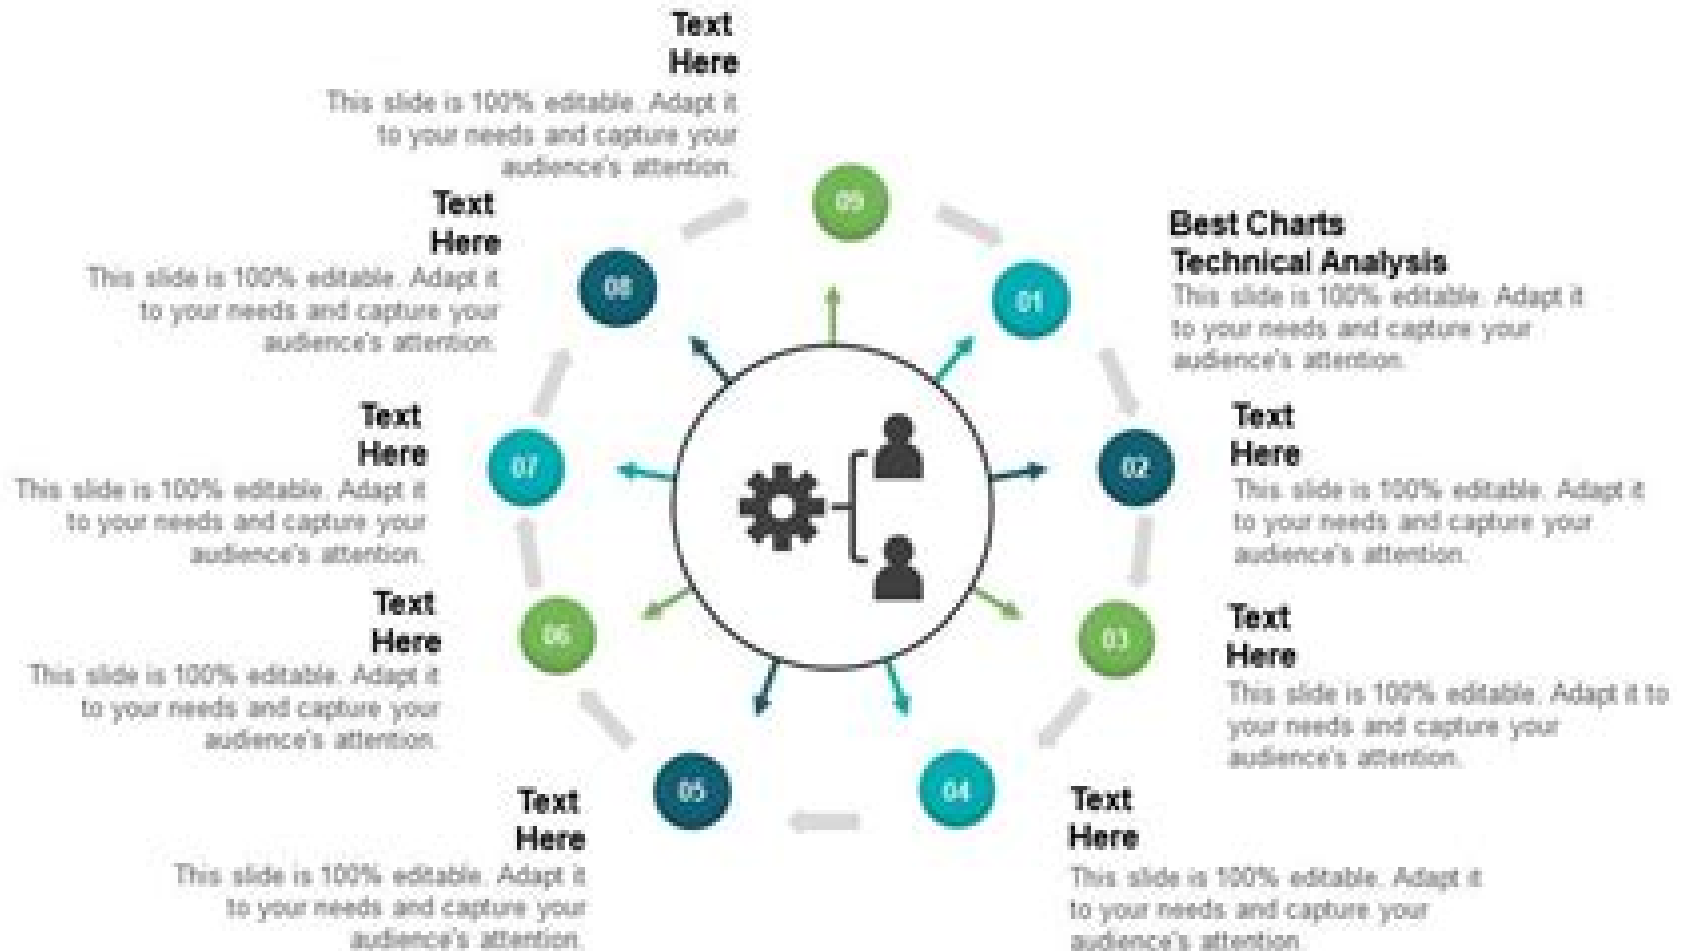 Text
Here
This slide is 100% editable. Adapt it
to your needs and capture your
audience's attention.
09
Best Charts
Technical Analysis
This slide is 100% editable. Adapt it
to your needs and capture your
audience's attention.
01
Text
Here
This slide is 100% editable. Adapt it
to your needs and capture your
audience's attention.
02
Text
Here
This slide is 100% editable. Adapt it to
your needs and capture your
audience's attention.
03
Text
Here
This slide is 100% editable. Adapt it
to your needs and capture your
audience's attention.
04
Text
Here
This slide is 100% editable. Adapt it
to your needs and capture your
audience's attention.
05
Text
Here
This slide is 100% editable. Adapt it
to your needs and capture your
audience's attention.
06
Text
Here
This slide is 100% editable. Adapt it
to your needs and capture your
audience's attention.
07
Text
Here
This slide is 100% editable. Adapt it
to your needs and capture your
audience's attention.
08